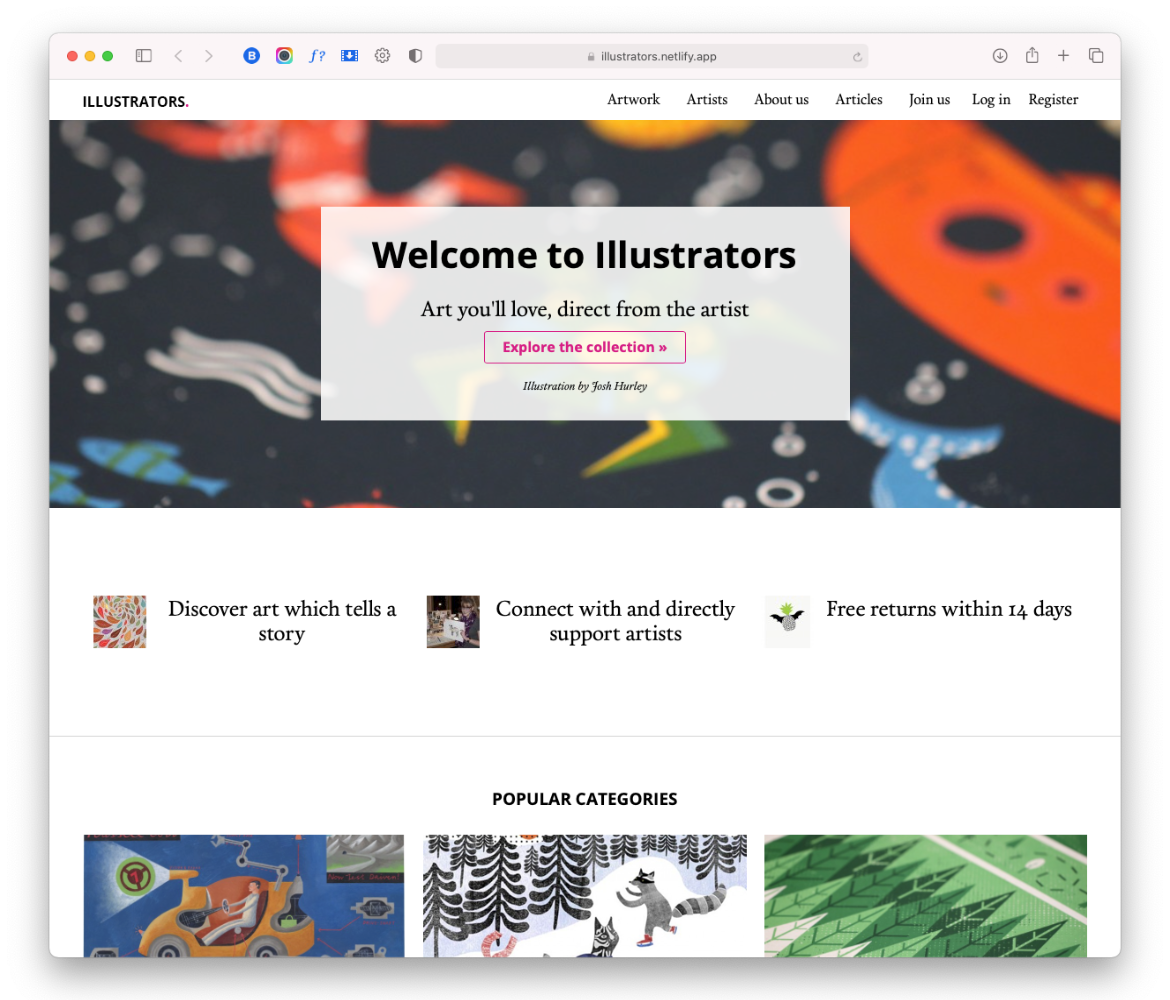 B
f?
illustrators.netlify.app
ILLUSTRATORS.
Artwork Artists About us Articles Join us Log in Register
Welcome to Illustrators
Art you'll love, direct from the artist
Explore the collection »
Illustration by Josh Hurley
Discover art which tells a
story
Connect with and directly
support artists
Free returns within 14 days
POPULAR CATEGORIES